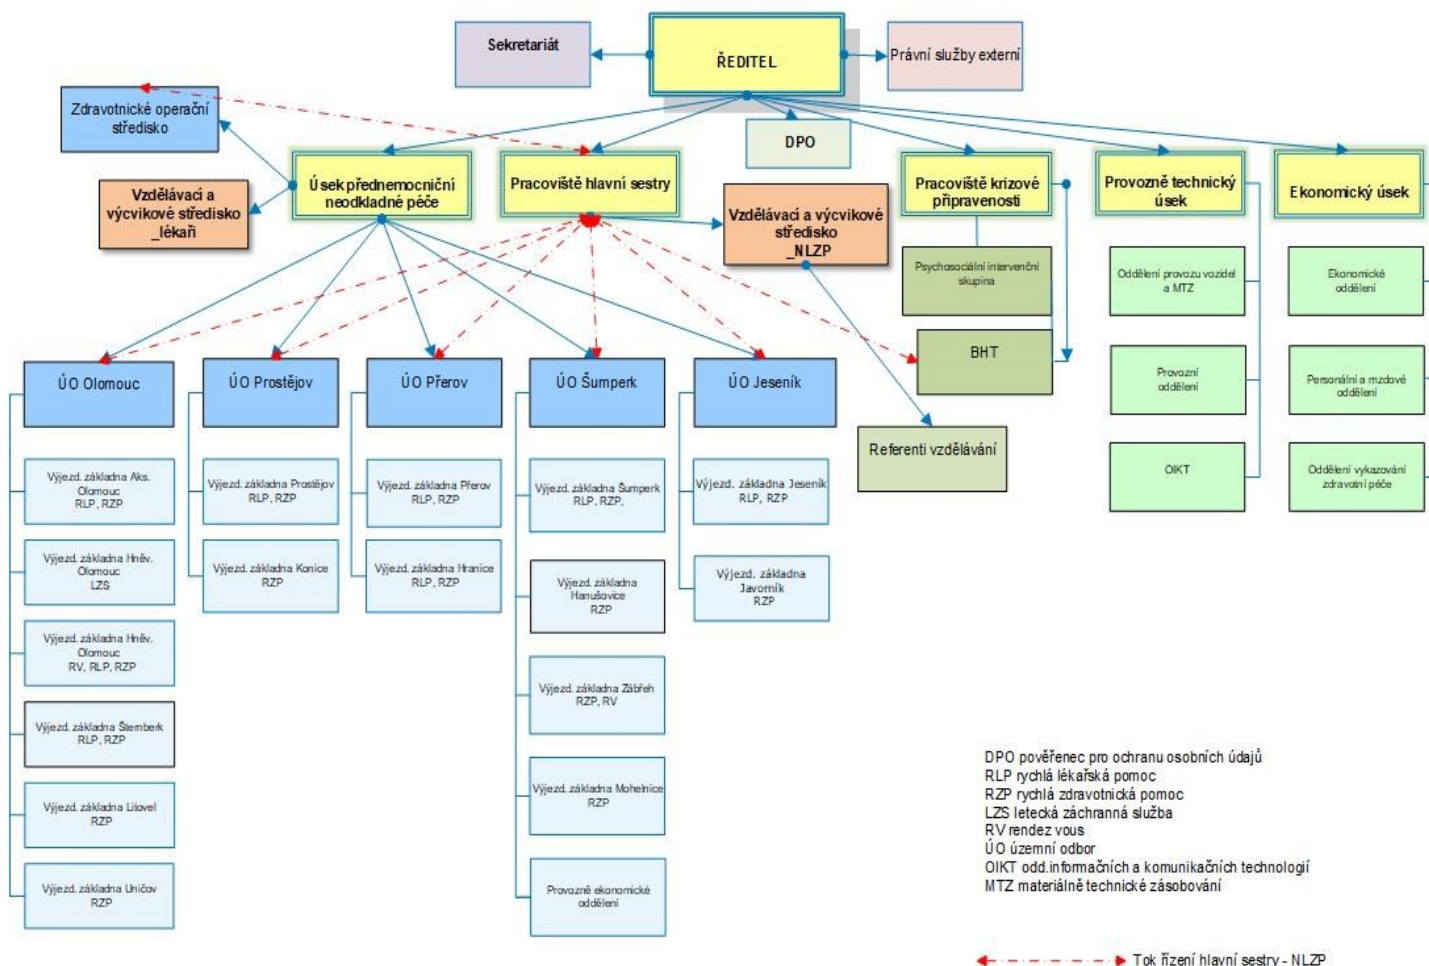 Sekretariát
ŘEDITEL
Právní služby externí
Zdravotnické operační
středisko
DPO
Vzdělávací a
výcvikové středisko
_lékaři
Úsek přednemocniční
neodkladné péče
Pracoviště hlavní sestry
Vzdělávací a výcvikové
středisko
_NLZP
Pracoviště krizové
připravenosti
Provozně technický
úsek
Ekonomický úsek
Psychosociální intervenční
skupina
Oddělení provozu vozidel
a MTZ
Ekonomické
oddělení
BHT
Provozní
oddělení
Personální a mzdové
oddělení
ÚO Olomouc
ÚO Prostějov
ÚO Přerov
ÚO Šumperk
ÚO Jeseník
Referenti vzdělávání
OIKT
Oddělení vykazování
zdravotní péče
Výjezd. základna Aks.
Olomouc
RLP, RZP
Výjezd. základna Prostějov
RLP, RZP
Výjezd. základna Přerov
RLP, RZP
Výjezd. základna Šumperk
RLP, RZP,
Výjezd. základna Jeseník
RLP, RZP
Výjezd. základna Hněv.
Olomouc
LZS
Výjezd. základna Konice
RZP
Výjezd. základna Hranice
RLP, RZP
Výjezd. základna
Hanušovice
RZP
Výjezd. základna
Javorník
RZP
Výjezd. základna Hněv.
Olomouc
RV, RLP, RZP
Výjezd. základna Zábřeh
RZP, RV
Výjezd. základna Šternberk
RLP, RZP
Výjezd. základna Mohelnice
RZP
Výjezd. základna Litovel
RZP
Výjezd. základna Uničov
RZP
Provozně ekonomické
oddělení
DPO pověřenec pro ochranu osobních údajů
RLP rychlá lékařská pomoc
RZP rychlá zdravotnická pomoc
LZS letecká záchranná služba
RV rendez vous
ÚO územní odbor
OIKT odd.informačních a komunikačních technologií
MTZ materiálně technické zásobování
Tok řízení hlavní sestry - NLZP